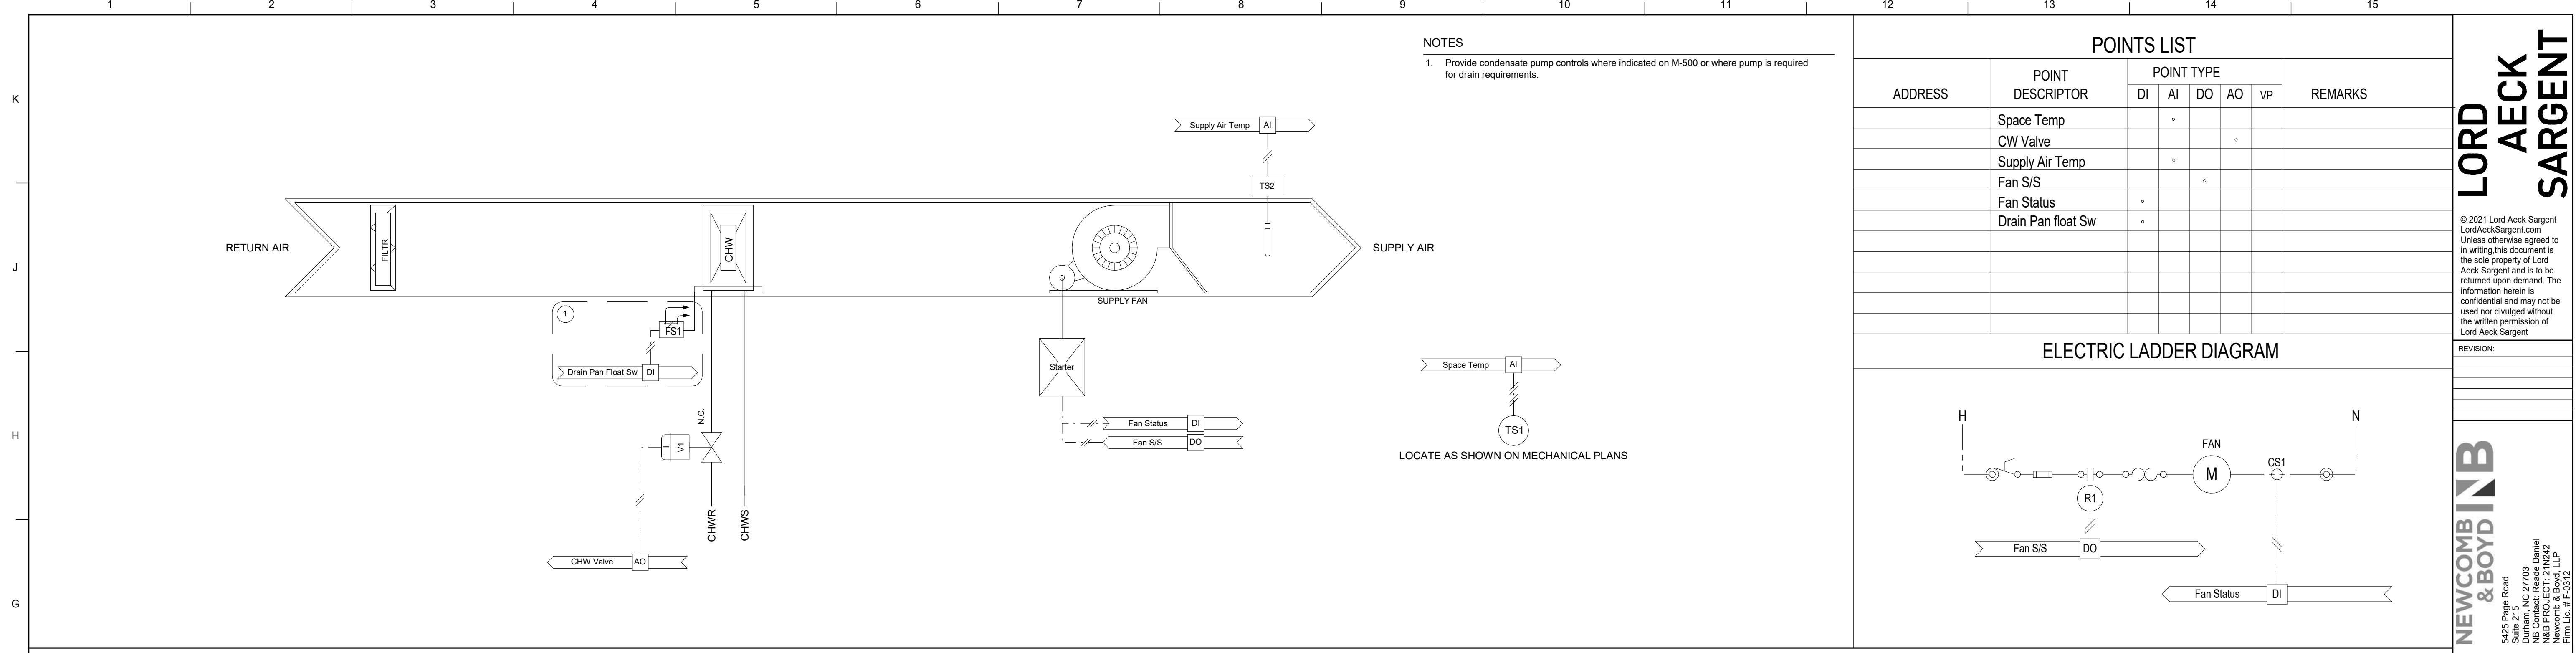 1 2 3 4 5 6 7 8 9 10 11 12 13 14 15
K
J
H
G
NOTES
1. Provide condensate pump controls where indicated on M-500 or where pump is required
for drain requirements.
Supply Air Temp AI
TS2
RETURN AIR
FILTR
CHW
SUPPLY AIR
SUPPLY FAN
1
FS1
Drain Pan Float Sw DI
Starter
Fan Status DI
Fan S/S DO
N.C.
V1
CHWR
CHWS
CHW Valve AO
Space Temp AI
TS1
LOCATE AS SHOWN ON MECHANICAL PLANS
POINTS LIST
ADDRESS
POINT
DESCRIPTOR
POINT TYPE
DI AI DO AO VP
REMARKS
Space Temp
CW Valve
Supply Air Temp
Fan S/S
Fan Status
Drain Pan float Sw
ELECTRIC LADDER DIAGRAM
H
N
FAN
M
CS1
R1
Fan S/S DO
Fan Status DI
LORD
AECK
SARGENT
© 2021 Lord Aeck Sargent
LordAeckSargent.com
Unless otherwise agreed to
in writing,this document is
the sole property of Lord
Aeck Sargent and is to be
returned upon demand. The
information herein is
confidential and may not be
used nor divulged without
the written permission of
Lord Aeck Sargent
REVISION:
NEWCOMB
& BOYD
NB
5425 Page Road
Suite 215
Durham, NC 27703
NB Contact: Reade Daniel
N&B PROJECT: 21N242
Newcomb & Boyd, LLP
Firm Lic. # F-0312